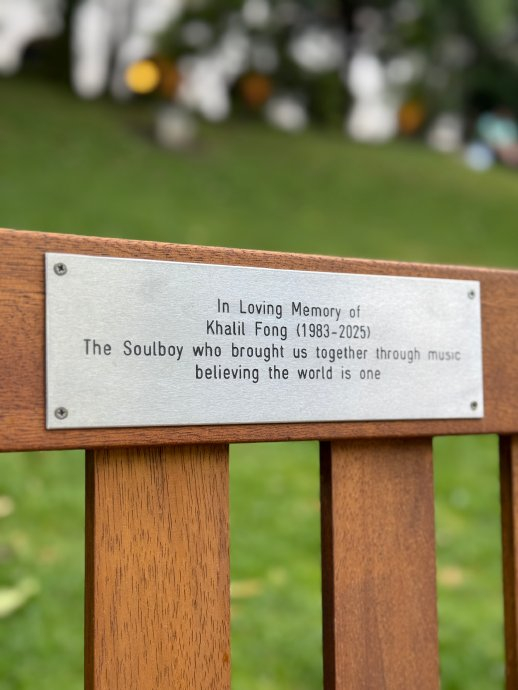 In Loving Memory of
Khalil Fong (1983-2025)
The Soulboy who brought us together through music
believing the world is one